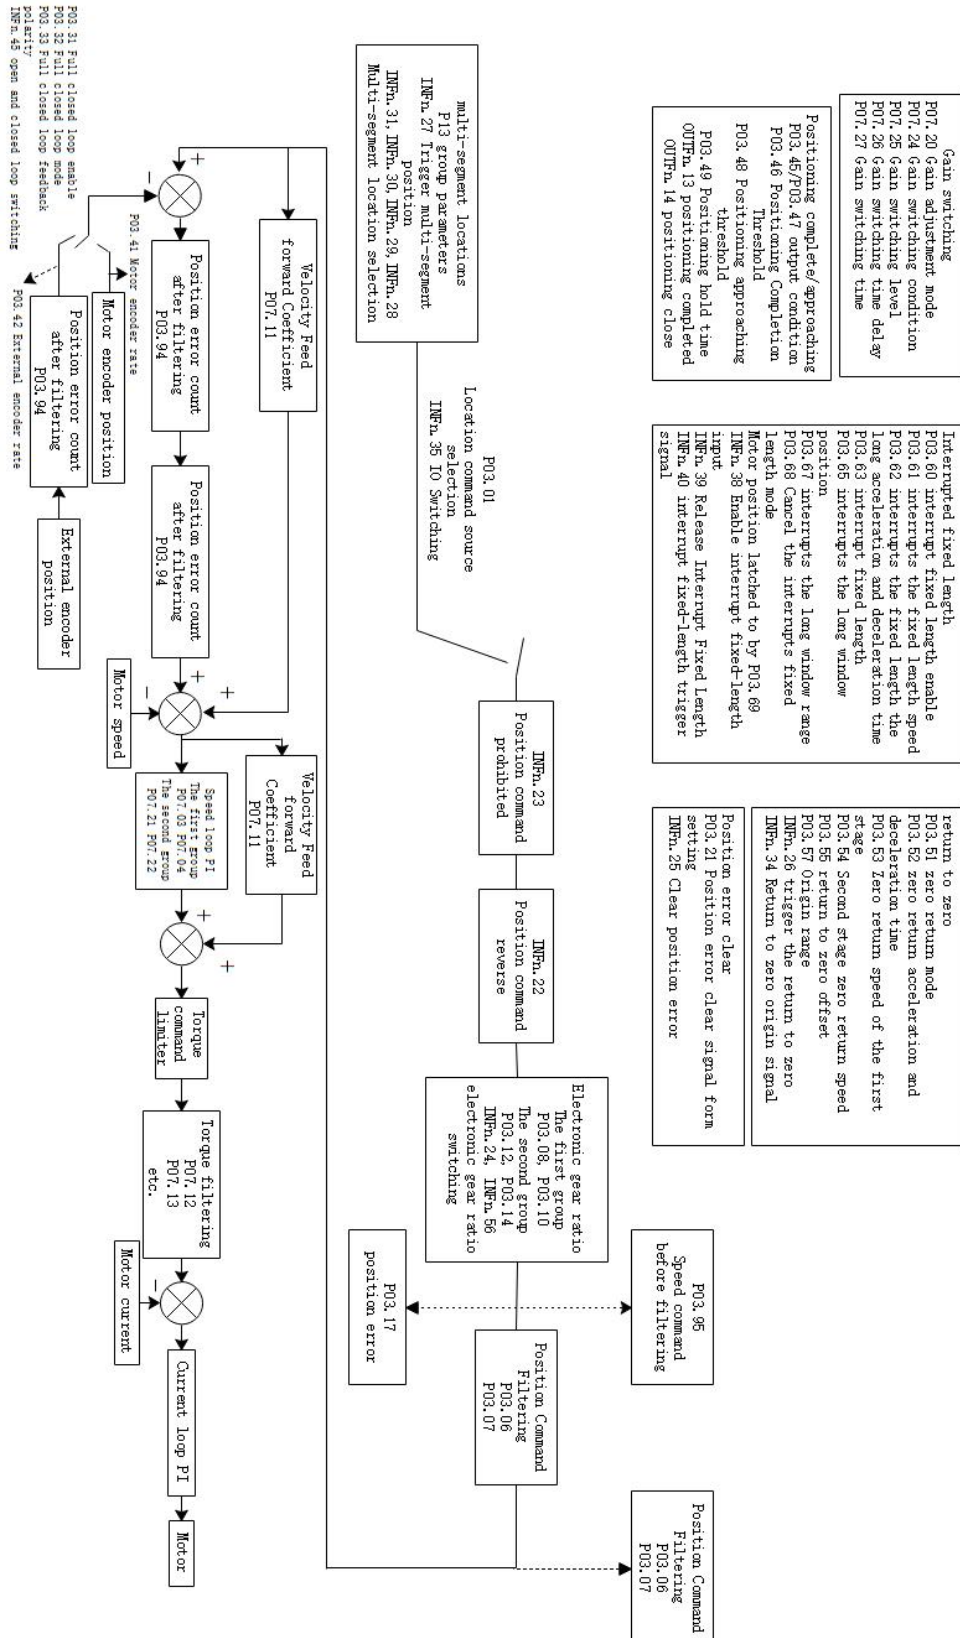 Gain switching
P07.20 Gain adjustment mode
P07.24 Gain switching condition
P07.25 Gain switching level
P07.26 Gain switching time delay
P07.27 Gain switching time
Positioning complete/approaching
P03.45/P03.47 output condition
P03.46 Positioning Completion
Threshold
P03.48 Positioning approaching
threshold
P03.49 Positioning hold time
OUTFn.13 positioning completed
OUTFn.14 positioning close
Interrupted fixed length
P03.60 interrupt fixed length enable
P03.61 interrupts the fixed length speed
P03.62 interrupts the fixed length the
long accleration and deceleration time
P03.63 interrupt fixed length
P03.65 interrupts the long window
position
P03.67 interrupts the long window range
P03.68 Cancel the interrupts fixed
length mode
Motor position latched to by P03.69
INFn.38 Enable interrupt fixed-length
input
INFn.39 Release Interrupt Fixed Length
INFn.40 interrupt fixed-length trigger
signal
return to zero
P03.51 zero return mode
P03.52 zero return acceleration and
deceleration time
P03.53 Zero return speed of the first
stage
P03.54 Second stage zero return speed
P03.55 return to zero offset
P03.57 Origin range
INFn.26 trigger the return to zero
INFn.34 Return to zero origin signal
Position error clear
P03.21 Position error clear signal form
setting
INFn.25 Clear position error
multi-segment locations
P13 group parameters
INFn.27 Trigger multi-segment
position
INFn.31, INFn.30, INFn.29, INFn.28
Multi-segment location selection
P03.01
Location command source
selection
INFn.35 IO Switching
INFn.23
Position command
prohibited
INFn.22
Position command
reverse
Electronic gear ratio
The first group
P03.08, P03.10
The second group
P03.12, P03.14
INFn.24, INFn.56
electronic gear ratio
switching
P03.95
Speed command
before filtering
P03.17
position error
Position Command
Filtering
P03.06
P03.07
Position Command
Filtering
P03.06
P03.07
Velocity Feed
forward Coefficient
P07.11
+
−
Position error count
after filtering
P03.94
Position error count
after filtering
P03.94
+
+
−
Motor speed
Velocity Feed
forward
Coefficient
P07.11
Speed loop PI
The first group
P07.03 P07.04
The second group
P07.21 P07.22
+
+
Torque
command
limiter
Torque filtering
P07.12
P07.13
etc.
−
Motor current
Current loop PI
Motor
P03.41 Motor encoder rate
Motor encoder position
Position error count
after filtering
P03.94
External encoder
position
P03.42 External encoder rate
P03.31 Full closed loop enable
P03.32 Full closed loop mode
P03.33 Full closed loop feedback
polarity
INFn.45 open and closed loop switching